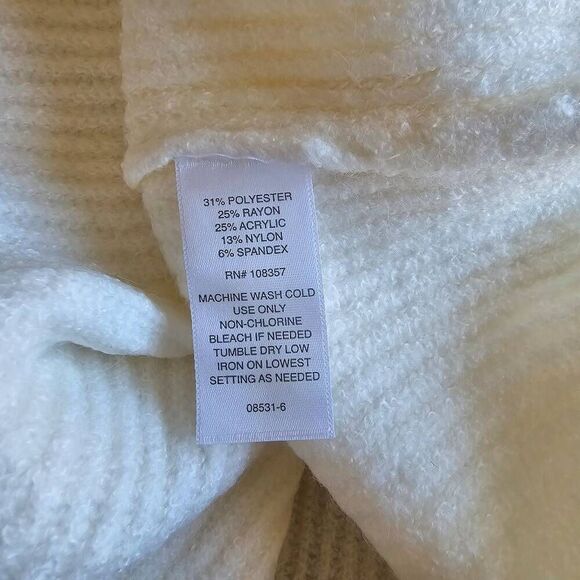 31% POLYESTER
25% RAYON
25% ACRYLIC
13% NYLON
6% SPANDEX
RN# 108357
MACHINE WASH COLD
USE ONLY
NON-CHLORINE
BLEACH IF NEEDED
TUMBLE DRY LOW
IRON ON LOWEST
SETTING AS NEEDED
08531-6